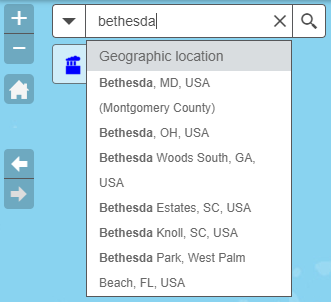 bethesda
Geographic location
Bethesda, MD, USA
(Montgomery County)
Bethesda, OH, USA
Bethesda Woods South, GA,
USA
Bethesda Estates, SC, USA
Bethesda Knoll, SC, USA
Bethesda Park, West Palm
Beach, FL, USA